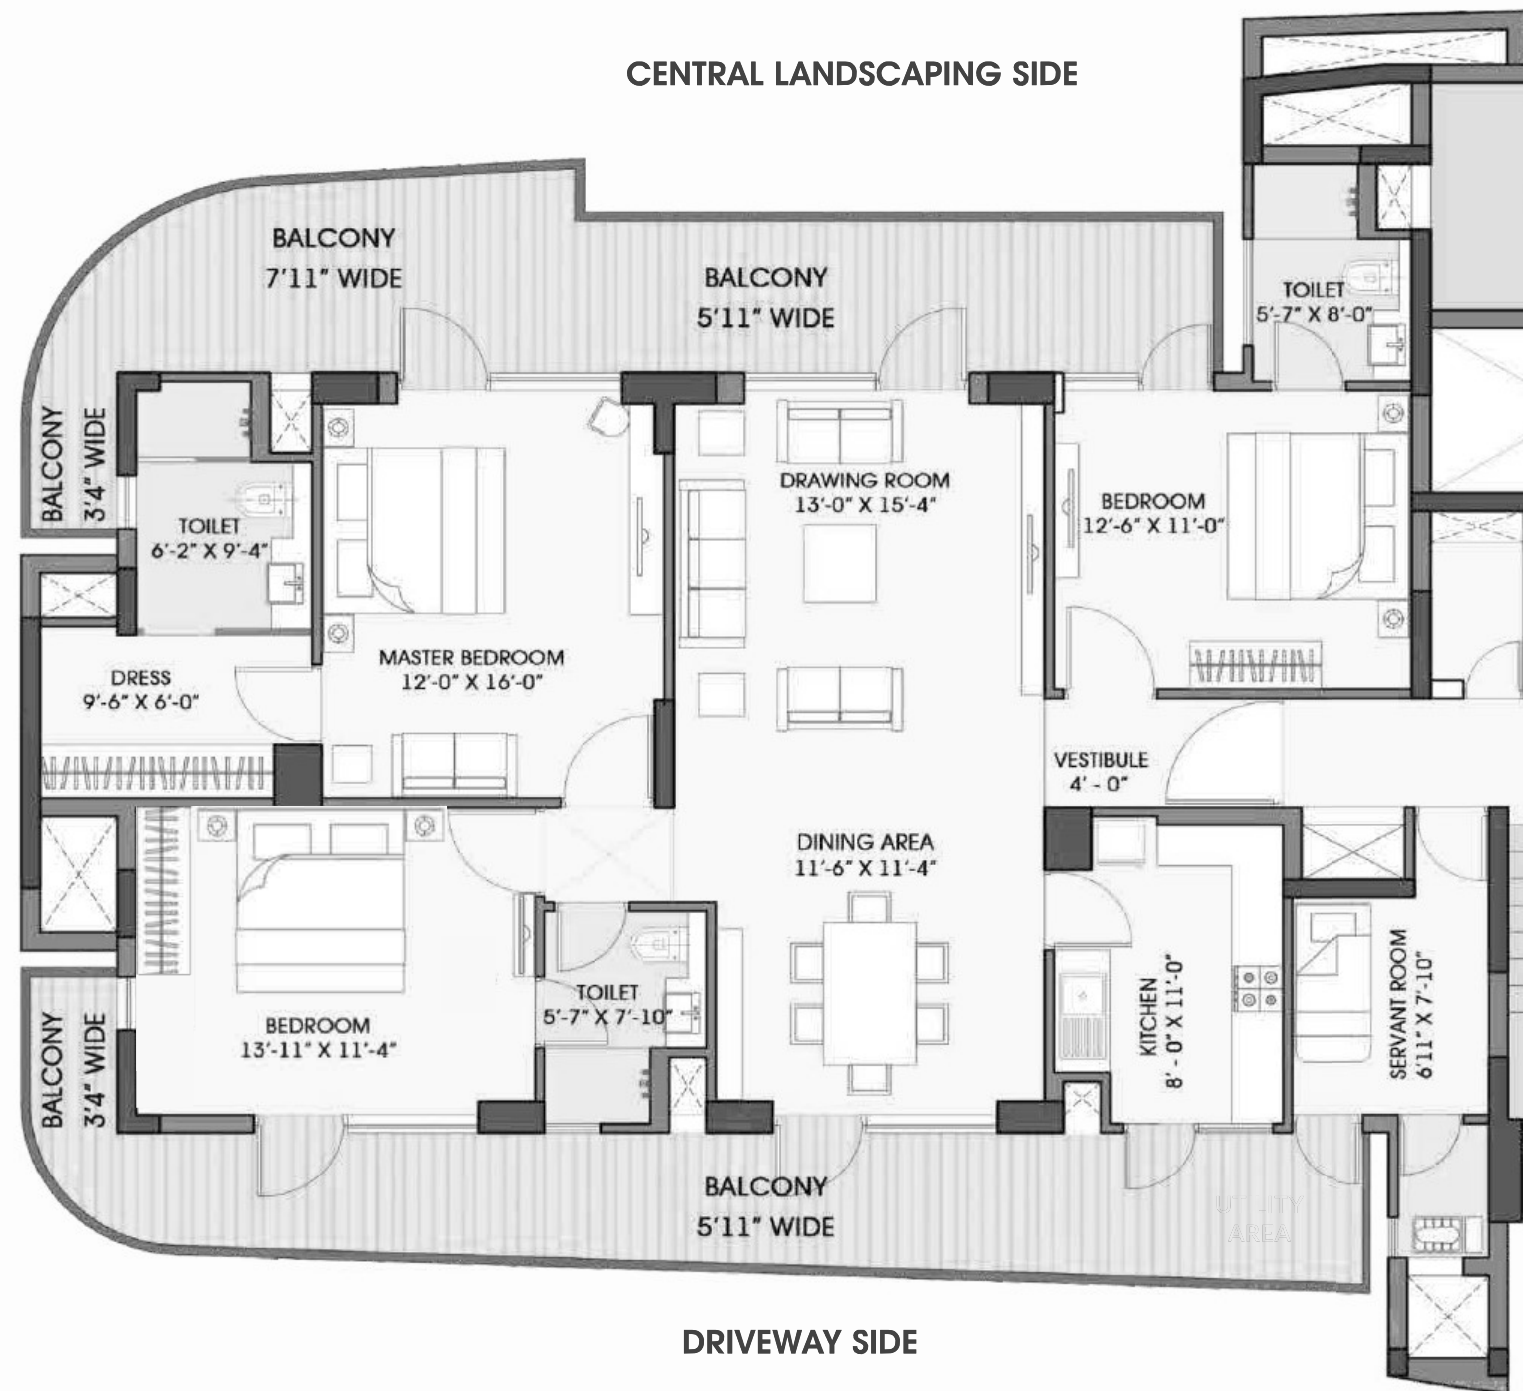 CENTRAL LANDSCAPING SIDE
BALCONY
7'11" WIDE
BALCONY
5'11" WIDE
TOILET
5'-7" X 8'-0"
BALCONY
3'4" WIDE
TOILET
6'-2" X 9'-4"
DRAWING ROOM
13'-0" X 15'-4"
BEDROOM
12'-6" X 11'-0"
MASTER BEDROOM
12'-0" X 16'-0"
DRESS
9'-6" X 6'-0"
VESTIBULE
4' - 0"
DINING AREA
11'-6" X 11'-4"
BEDROOM
13'-11" X 11'-4"
TOILET
5'-7" X 7'-10"
KITCHEN
8' - 0" X 11'-0"
SERVANT ROOM
6'11" X 7'-10"
BALCONY
3'4" WIDE
BALCONY
5'11" WIDE
UTILITY
AREA
DRIVEWAY SIDE